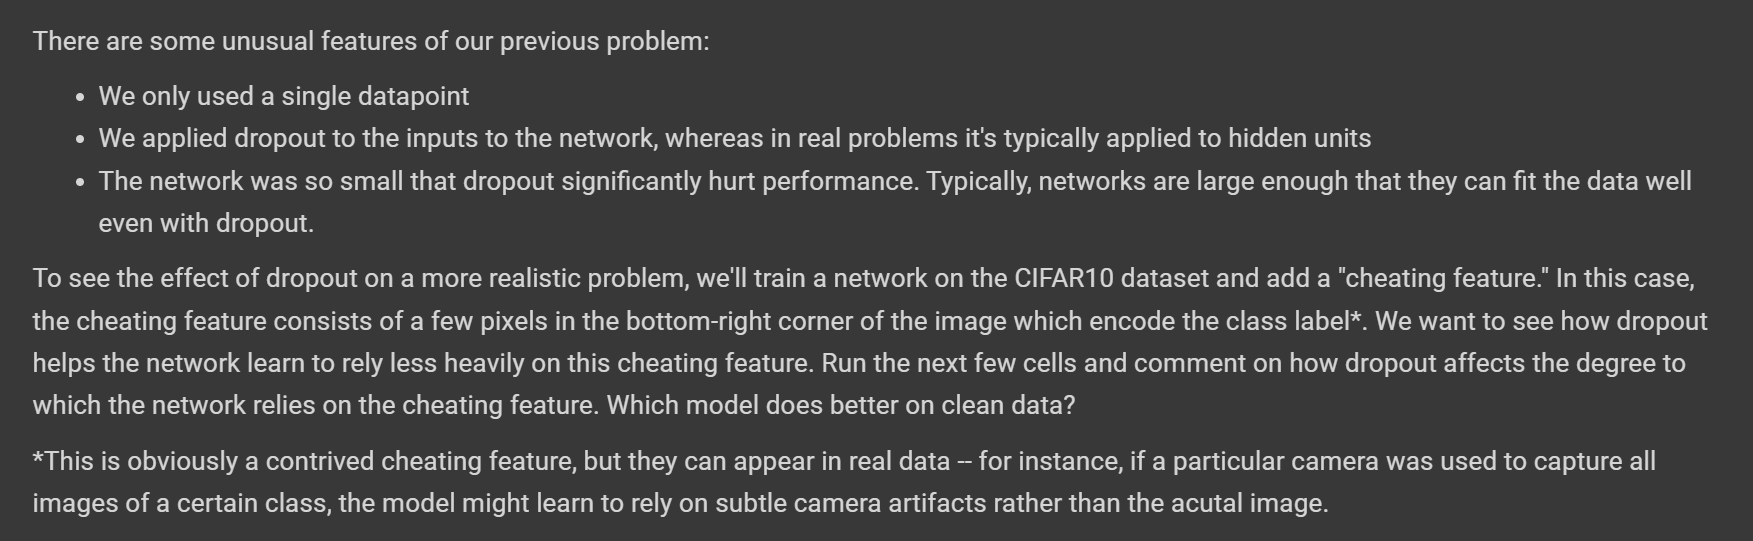 There are some unusual features of our previous problem:
• We only used a single datapoint
• We applied dropout to the inputs to the network, whereas in real problems it's typically applied to hidden units
• The network was so small that dropout significantly hurt performance. Typically, networks are large enough that they can fit the data well
even with dropout.
To see the effect of dropout on a more realistic problem, we'll train a network on the CIFAR10 dataset and add a "cheating feature." In this case,
the cheating feature consists of a few pixels in the bottom-right corner of the image which encode the class label*. We want to see how dropout
helps the network learn to rely less heavily on this cheating feature. Run the next few cells and comment on how dropout affects the degree to
which the network relies on the cheating feature. Which model does better on clean data?
*This is obviously a contrived cheating feature, but they can appear in real data -- for instance, if a particular camera was used to capture all
images of a certain class, the model might learn to rely on subtle camera artifacts rather than the acutal image.